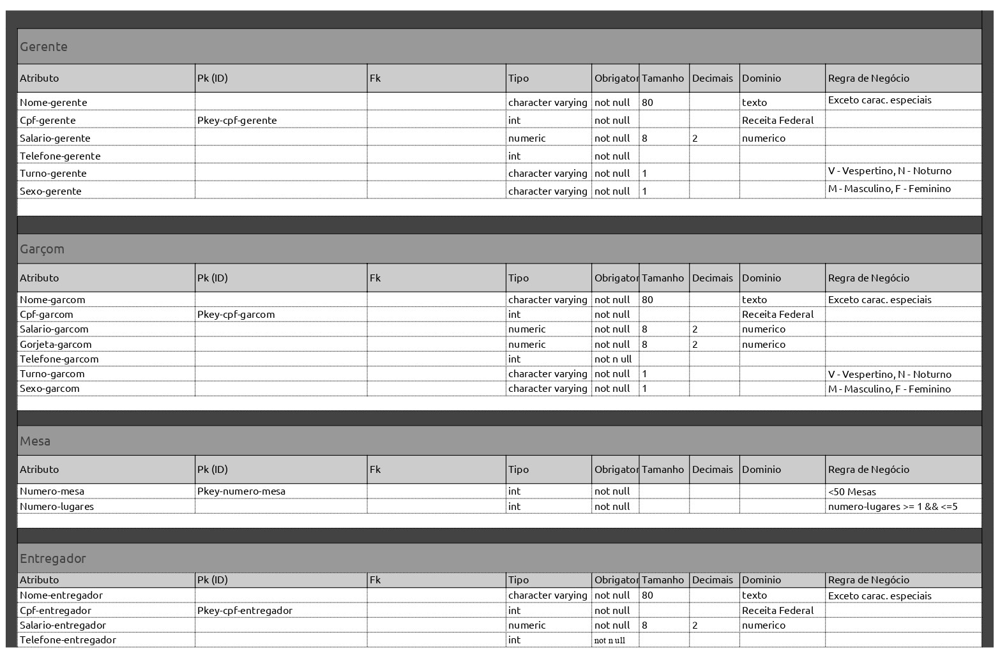 Gerente
Atributo Pk (ID) Fk Tipo Obrigator Tamanho Decimais Dominio Regra de Negócio
Nome-gerente character varying not null 80 texto Exceto carac. especiais
Cpf-gerente Pkey-cpf-gerente int not null Receita Federal
Salario-gerente numeric not null 8 2 numerico
Telefone-gerente int not null
Turno-gerente character varying not null 1 V - Vespertino, N - Noturno
Sexo-gerente character varying not null 1 M - Masculino, F - Feminino
Garçom
Atributo Pk (ID) Fk Tipo Obrigator Tamanho Decimais Dominio Regra de Negócio
Nome-garcom character varying not null 80 texto Exceto carac. especiais
Cpf-garcom Pkey-cpf-garcom int not null Receita Federal
Salario-garcom numeric not null 8 2 numerico
Gorjeta-garcom numeric not null 8 2 numerico
Telefone-garcom int not n ull
Turno-garcom character varying not null 1 V - Vespertino, N - Noturno
Sexo-garcom character varying not null 1 M - Masculino, F - Feminino
Mesa
Atributo Pk (ID) Fk Tipo Obrigator Tamanho Decimais Dominio Regra de Negócio
Numero-mesa Pkey-numero-mesa int not null <50 Mesas
Numero-lugares int not null numero-lugares >= 1 && <=5
Entregador
Atributo Pk (ID) Fk Tipo Obrigator Tamanho Decimais Dominio Regra de Negócio
Nome-entregador character varying not null 80 texto Exceto carac. especiais
Cpf-entregador Pkey-cpf-entregador int not null Receita Federal
Salario-entregador numeric not null 8 2 numerico
Telefone-entregador int not n ull